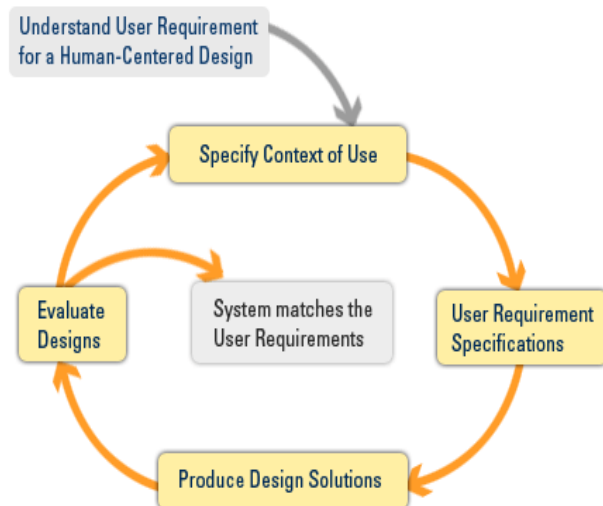 Understand User Requirement
for a Human-Centered Design
Specify Context of Use
Evaluate
Designs
System matches the
User Requirements
User Requirement
Specifications
Produce Design Solutions